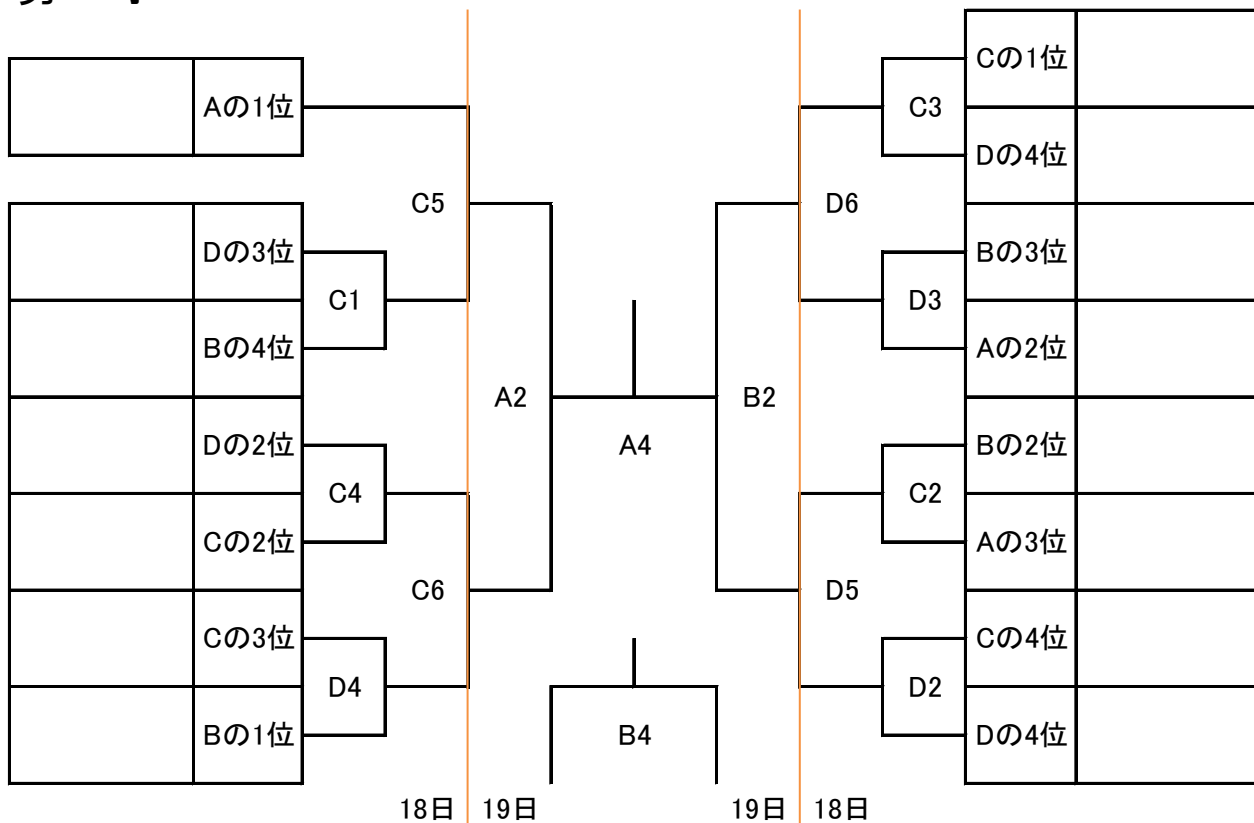 Aの1位
C5
Dの3位
C1
Bの4位
A2
Dの2位
C4
Cの2位
C6
Cの3位
D4
Bの1位
A4
B4
Cの1位
C3
Dの4位
D6
Bの3位
D3
Aの2位
B2
Bの2位
C2
Aの3位
D5
Cの4位
D2
Dの4位
18日 19日 19日 18日